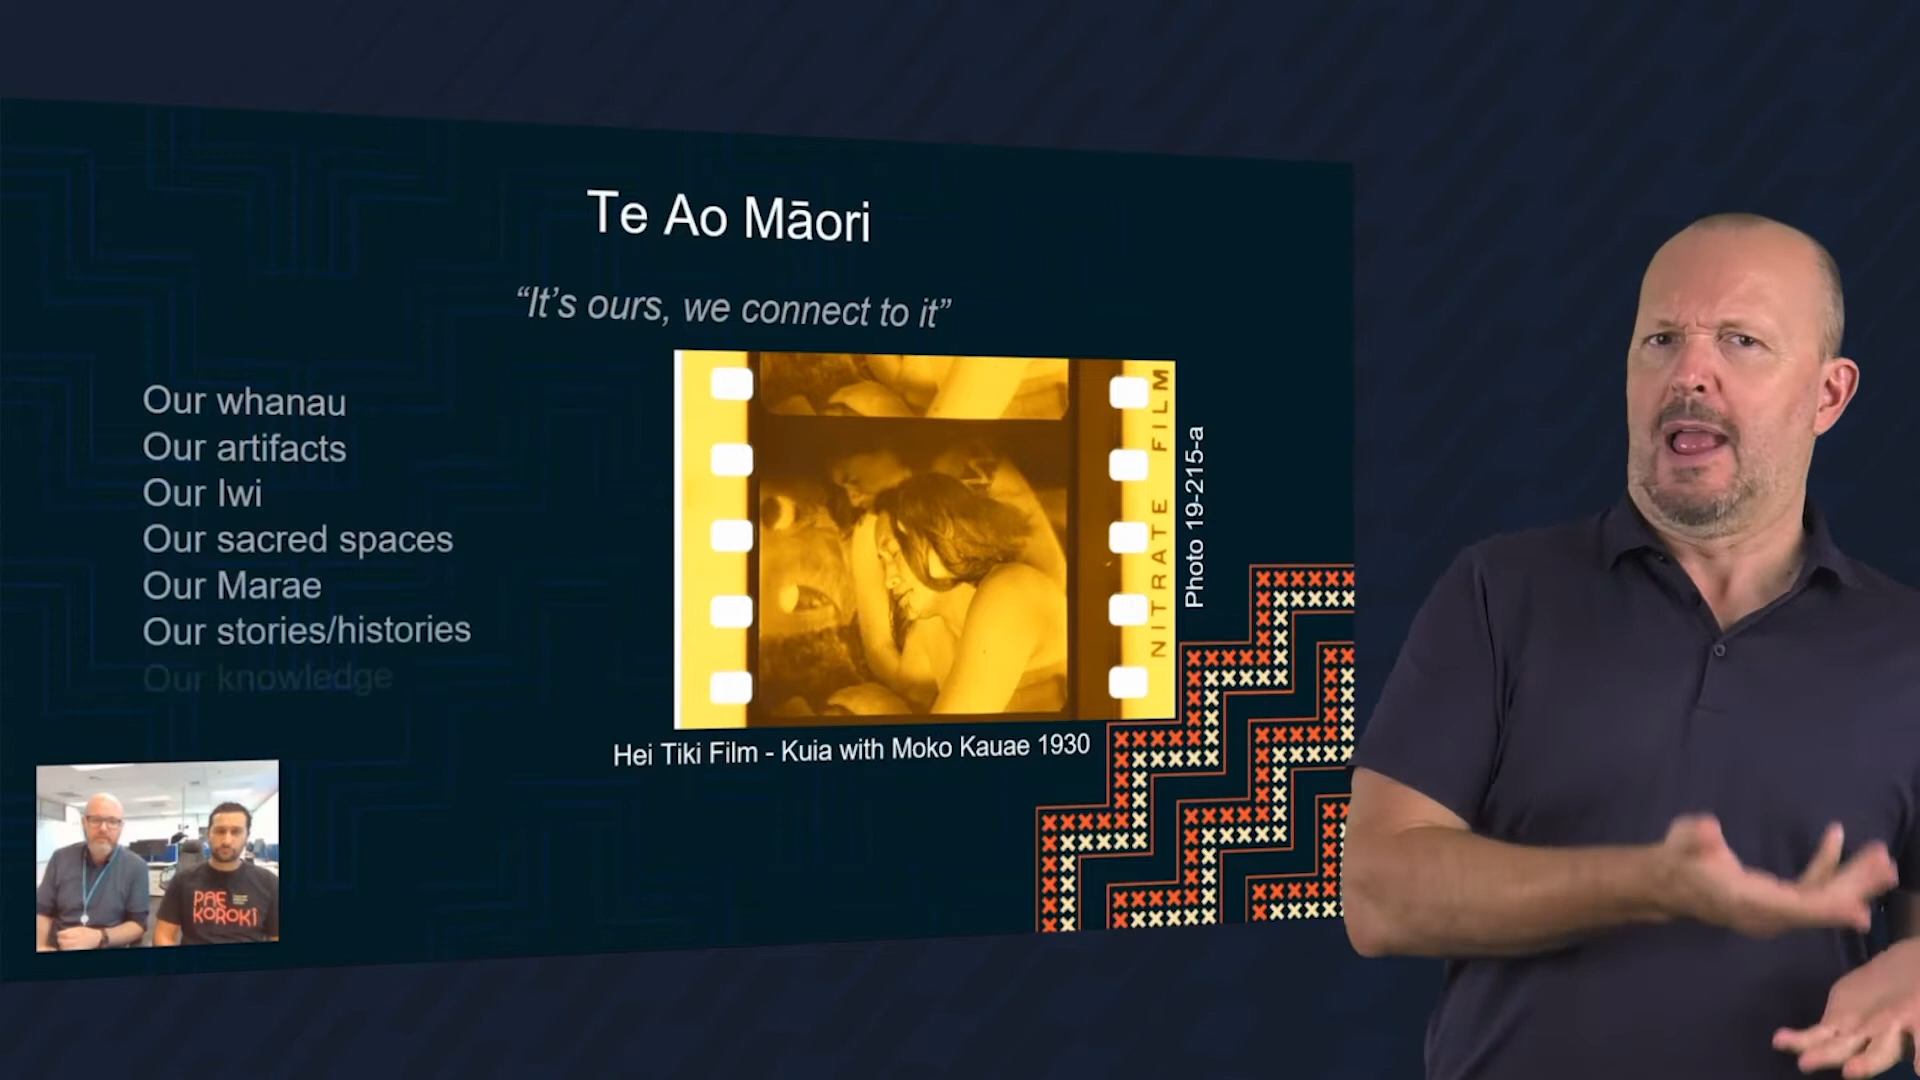 Te Ao Māori
“It’s ours, we connect to it”
Our whanau
Our artifacts
Our Iwi
Our sacred spaces
Our Marae
Our stories/histories
Our knowledge
NITRATE FILM
Photo 19-215-a
Hei Tiki Film - Kuia with Moko Kauae 1930
PAE
KOROKĪ